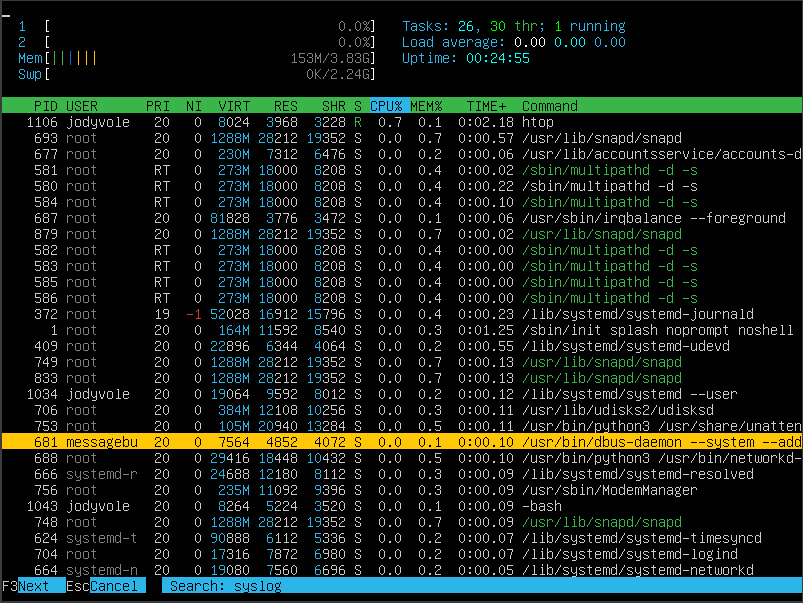 1 [ 0.0%] Tasks: 26, 30 thr; 1 running
2 [ 0.0%] Load average: 0.00 0.00 0.00
Mem[|||||| 153M/3.83G] Uptime: 00:24:55
Swp[ 0K/2.24G]
PID USER PRI NI VIRT RES SHR S CPU% MEM% TIME+ Command
1106 jodyvole 20 0 8024 3968 3228 R 0.7 0.1 0:02.18 htop
693 root 20 0 1288M 28212 19352 S 0.0 0.7 0:00.57 /usr/lib/snapd/snapd
677 root 20 0 230M 7312 6476 S 0.0 0.2 0:00.06 /usr/lib/accountsservice/accounts-d
581 root RT 0 273M 18000 8208 S 0.0 0.4 0:00.02 /sbin/multipathd -d -s
580 root RT 0 273M 18000 8208 S 0.0 0.4 0:00.22 /sbin/multipathd -d -s
584 root RT 0 273M 18000 8208 S 0.0 0.4 0:00.10 /sbin/multipathd -d -s
687 root 20 0 81828 3776 3472 S 0.0 0.1 0:00.06 /usr/sbin/irqbalance --foreground
879 root 20 0 1288M 28212 19352 S 0.0 0.7 0:00.02 /usr/lib/snapd/snapd
582 root RT 0 273M 18000 8208 S 0.0 0.4 0:00.00 /sbin/multipathd -d -s
583 root RT 0 273M 18000 8208 S 0.0 0.4 0:00.00 /sbin/multipathd -d -s
585 root RT 0 273M 18000 8208 S 0.0 0.4 0:00.00 /sbin/multipathd -d -s
586 root RT 0 273M 18000 8208 S 0.0 0.4 0:00.00 /sbin/multipathd -d -s
372 root 19 -1 52028 16912 15796 S 0.0 0.4 0:00.23 /lib/systemd/systemd-journald
1 root 20 0 164M 11592 8540 S 0.0 0.3 0:01.25 /sbin/init splash noprompt noshell
409 root 20 0 22896 6344 4064 S 0.0 0.2 0:00.55 /lib/systemd/systemd-udevd
749 root 20 0 1288M 28212 19352 S 0.0 0.7 0:00.13 /usr/lib/snapd/snapd
833 root 20 0 1288M 28212 19352 S 0.0 0.7 0:00.13 /usr/lib/snapd/snapd
1034 jodyvole 20 0 19064 9592 8012 S 0.0 0.2 0:00.12 /lib/systemd/systemd --user
706 root 20 0 384M 12108 10256 S 0.0 0.3 0:00.11 /usr/lib/udisks2/udisksd
753 root 20 0 105M 20940 13284 S 0.0 0.5 0:00.11 /usr/bin/python3 /usr/share/unatten
681 messagebu 20 0 7564 4852 4072 S 0.0 0.1 0:00.10 /usr/bin/dbus-daemon --system --add
688 root 20 0 29416 18448 10432 S 0.0 0.5 0:00.10 /usr/bin/python3 /usr/bin/networkd-
666 systemd-r 20 0 24688 12180 8112 S 0.0 0.3 0:00.09 /lib/systemd/systemd-resolved
756 root 20 0 235M 11092 9396 S 0.0 0.3 0:00.09 /usr/sbin/ModemManager
1043 jodyvole 20 0 8264 5224 3520 S 0.0 0.1 0:00.09 -bash
748 root 20 0 1288M 28212 19352 S 0.0 0.7 0:00.09 /usr/lib/snapd/snapd
624 systemd-t 20 0 90888 6112 5336 S 0.0 0.2 0:00.07 /lib/systemd/systemd-timesyncd
704 root 20 0 17316 7872 6980 S 0.0 0.2 0:00.07 /lib/systemd/systemd-logind
664 systemd-n 20 0 19080 7560 6696 S 0.0 0.2 0:00.05 /lib/systemd/systemd-networkd
F3Next EscCancel Search: syslog